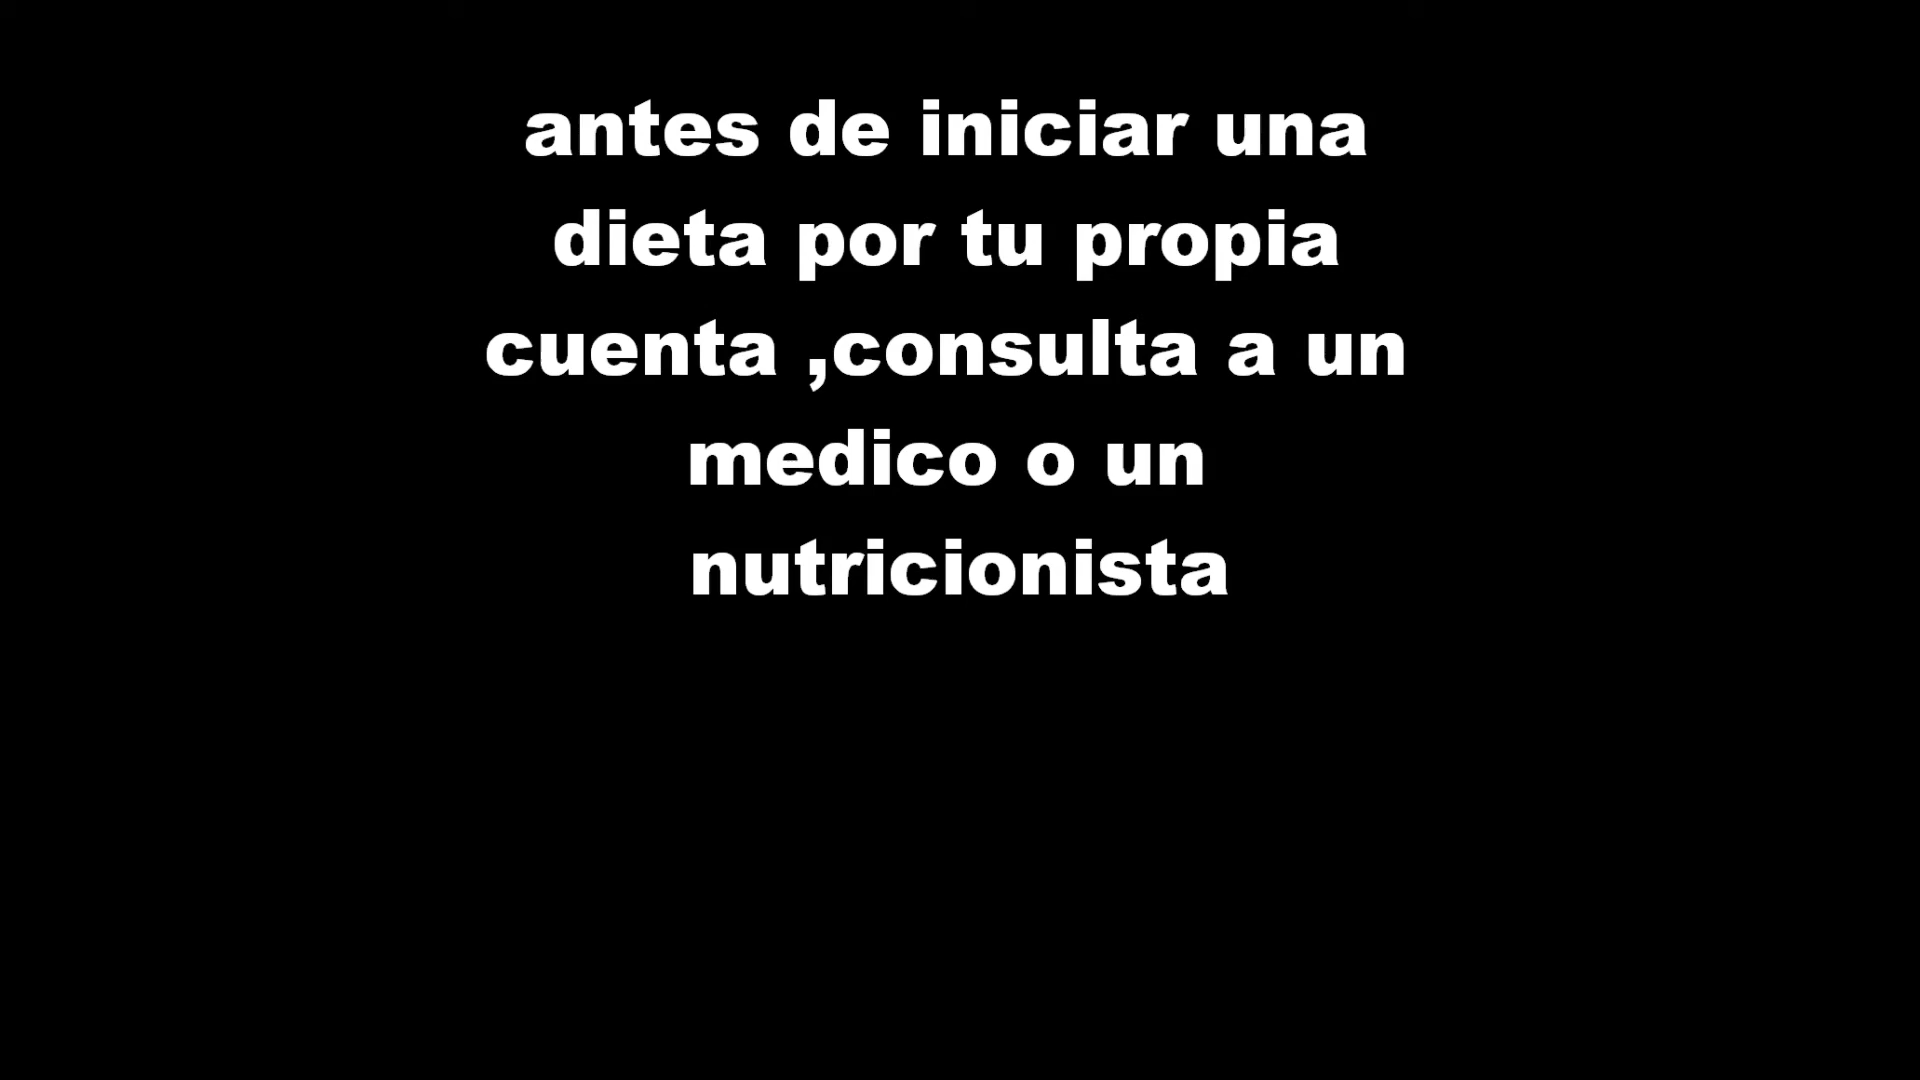 antes de iniciar una
dieta por tu propia
cuenta ,consulta a un
medico o un
nutricionista